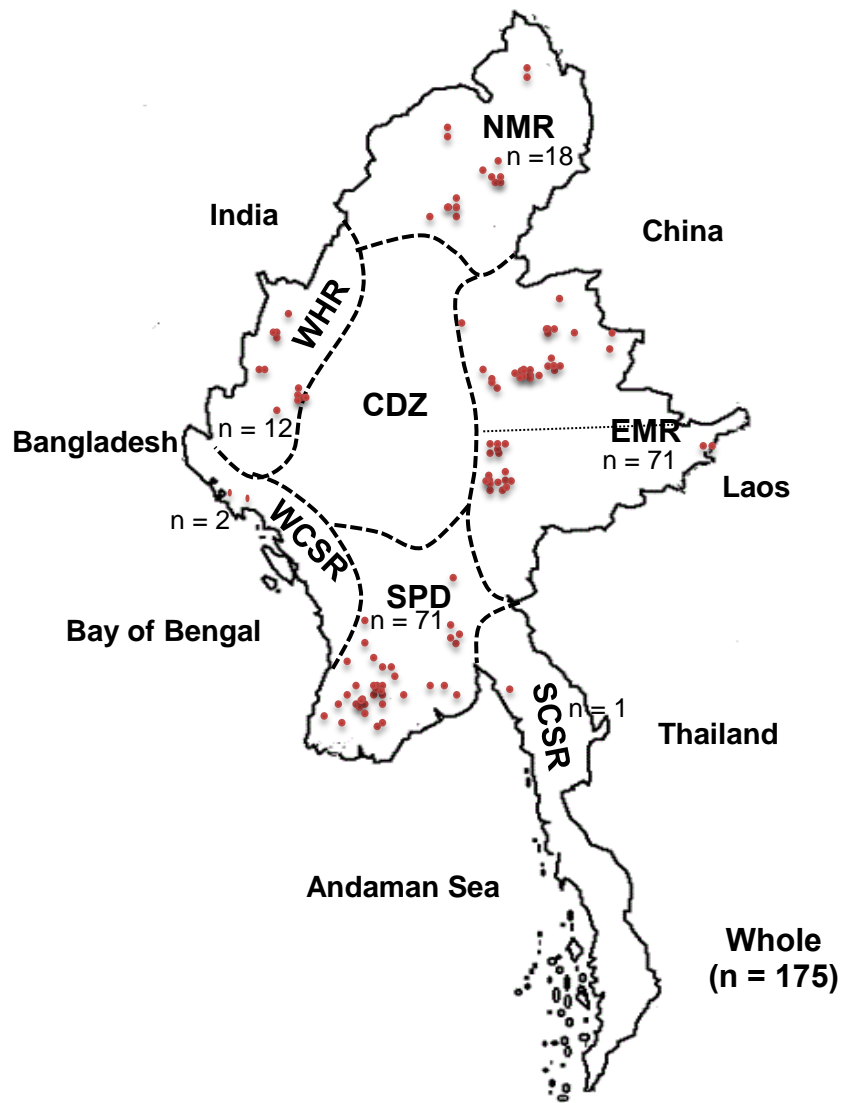 NMR
n =18
India
China
WHR
CDZ
n = 12
EMR
Bangladesh
n = 71
Laos
n = 2
WCSR
SPD
n = 71
Bay of Bengal
SCSR
n = 1
Thailand
Andaman Sea
Whole
(n = 175)